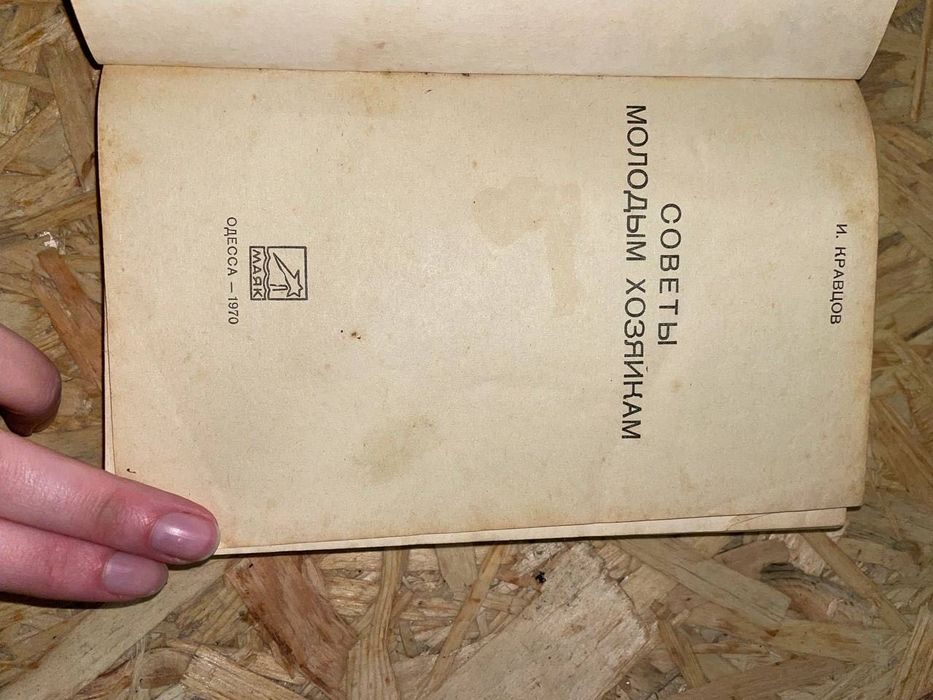 И. КРАВЦОВ
СОВЕТЫ
МОЛОДЫМ ХОЗЯЙКАМ
МАЯК
ОДЕССА — 1970